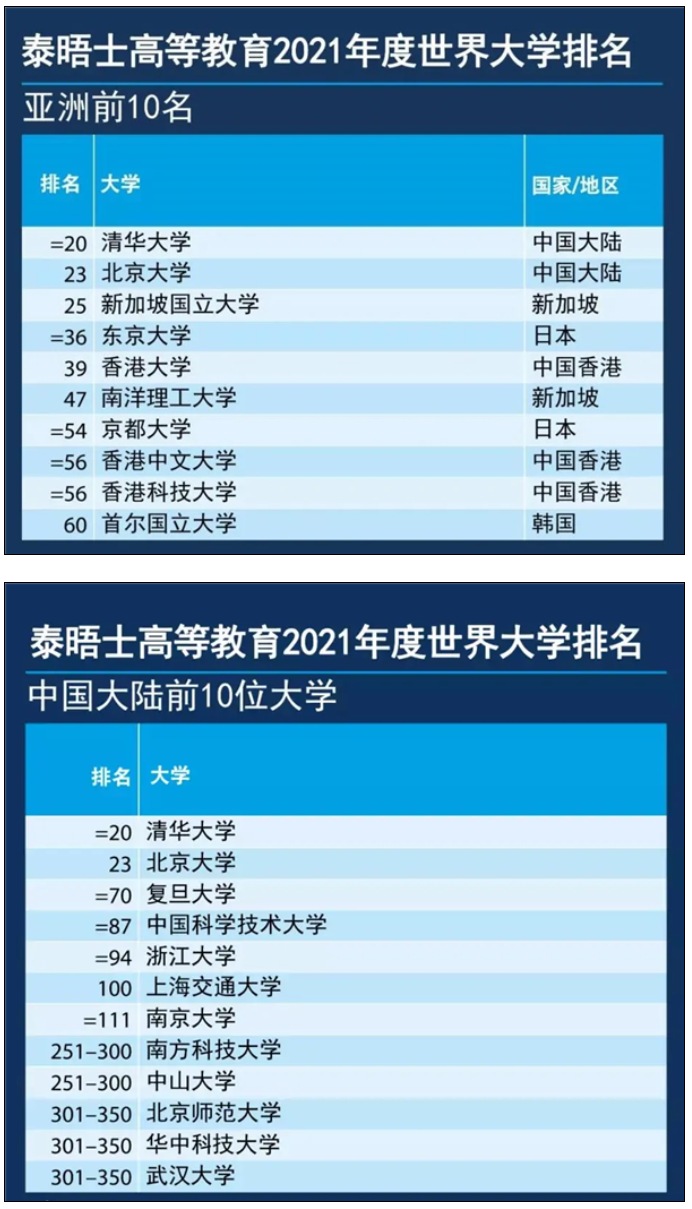 泰晤士高等教育2021年度世界大学排名
亚洲前10名
排名 大学 国家/地区
=20 清华大学 中国大陆
23 北京大学 中国大陆
25 新加坡国立大学 新加坡
=36 东京大学 日本
39 香港大学 中国香港
47 南洋理工大学 新加坡
=54 京都大学 日本
=56 香港中文大学 中国香港
=56 香港科技大学 中国香港
60 首尔国立大学 韩国
泰晤士高等教育2021年度世界大学排名
中国大陆前10位大学
排名 大学
=20 清华大学
23 北京大学
=70 复旦大学
=87 中国科学技术大学
=94 浙江大学
100 上海交通大学
=111 南京大学
251–300 南方科技大学
251–300 中山大学
301–350 北京师范大学
301–350 华中科技大学
301–350 武汉大学